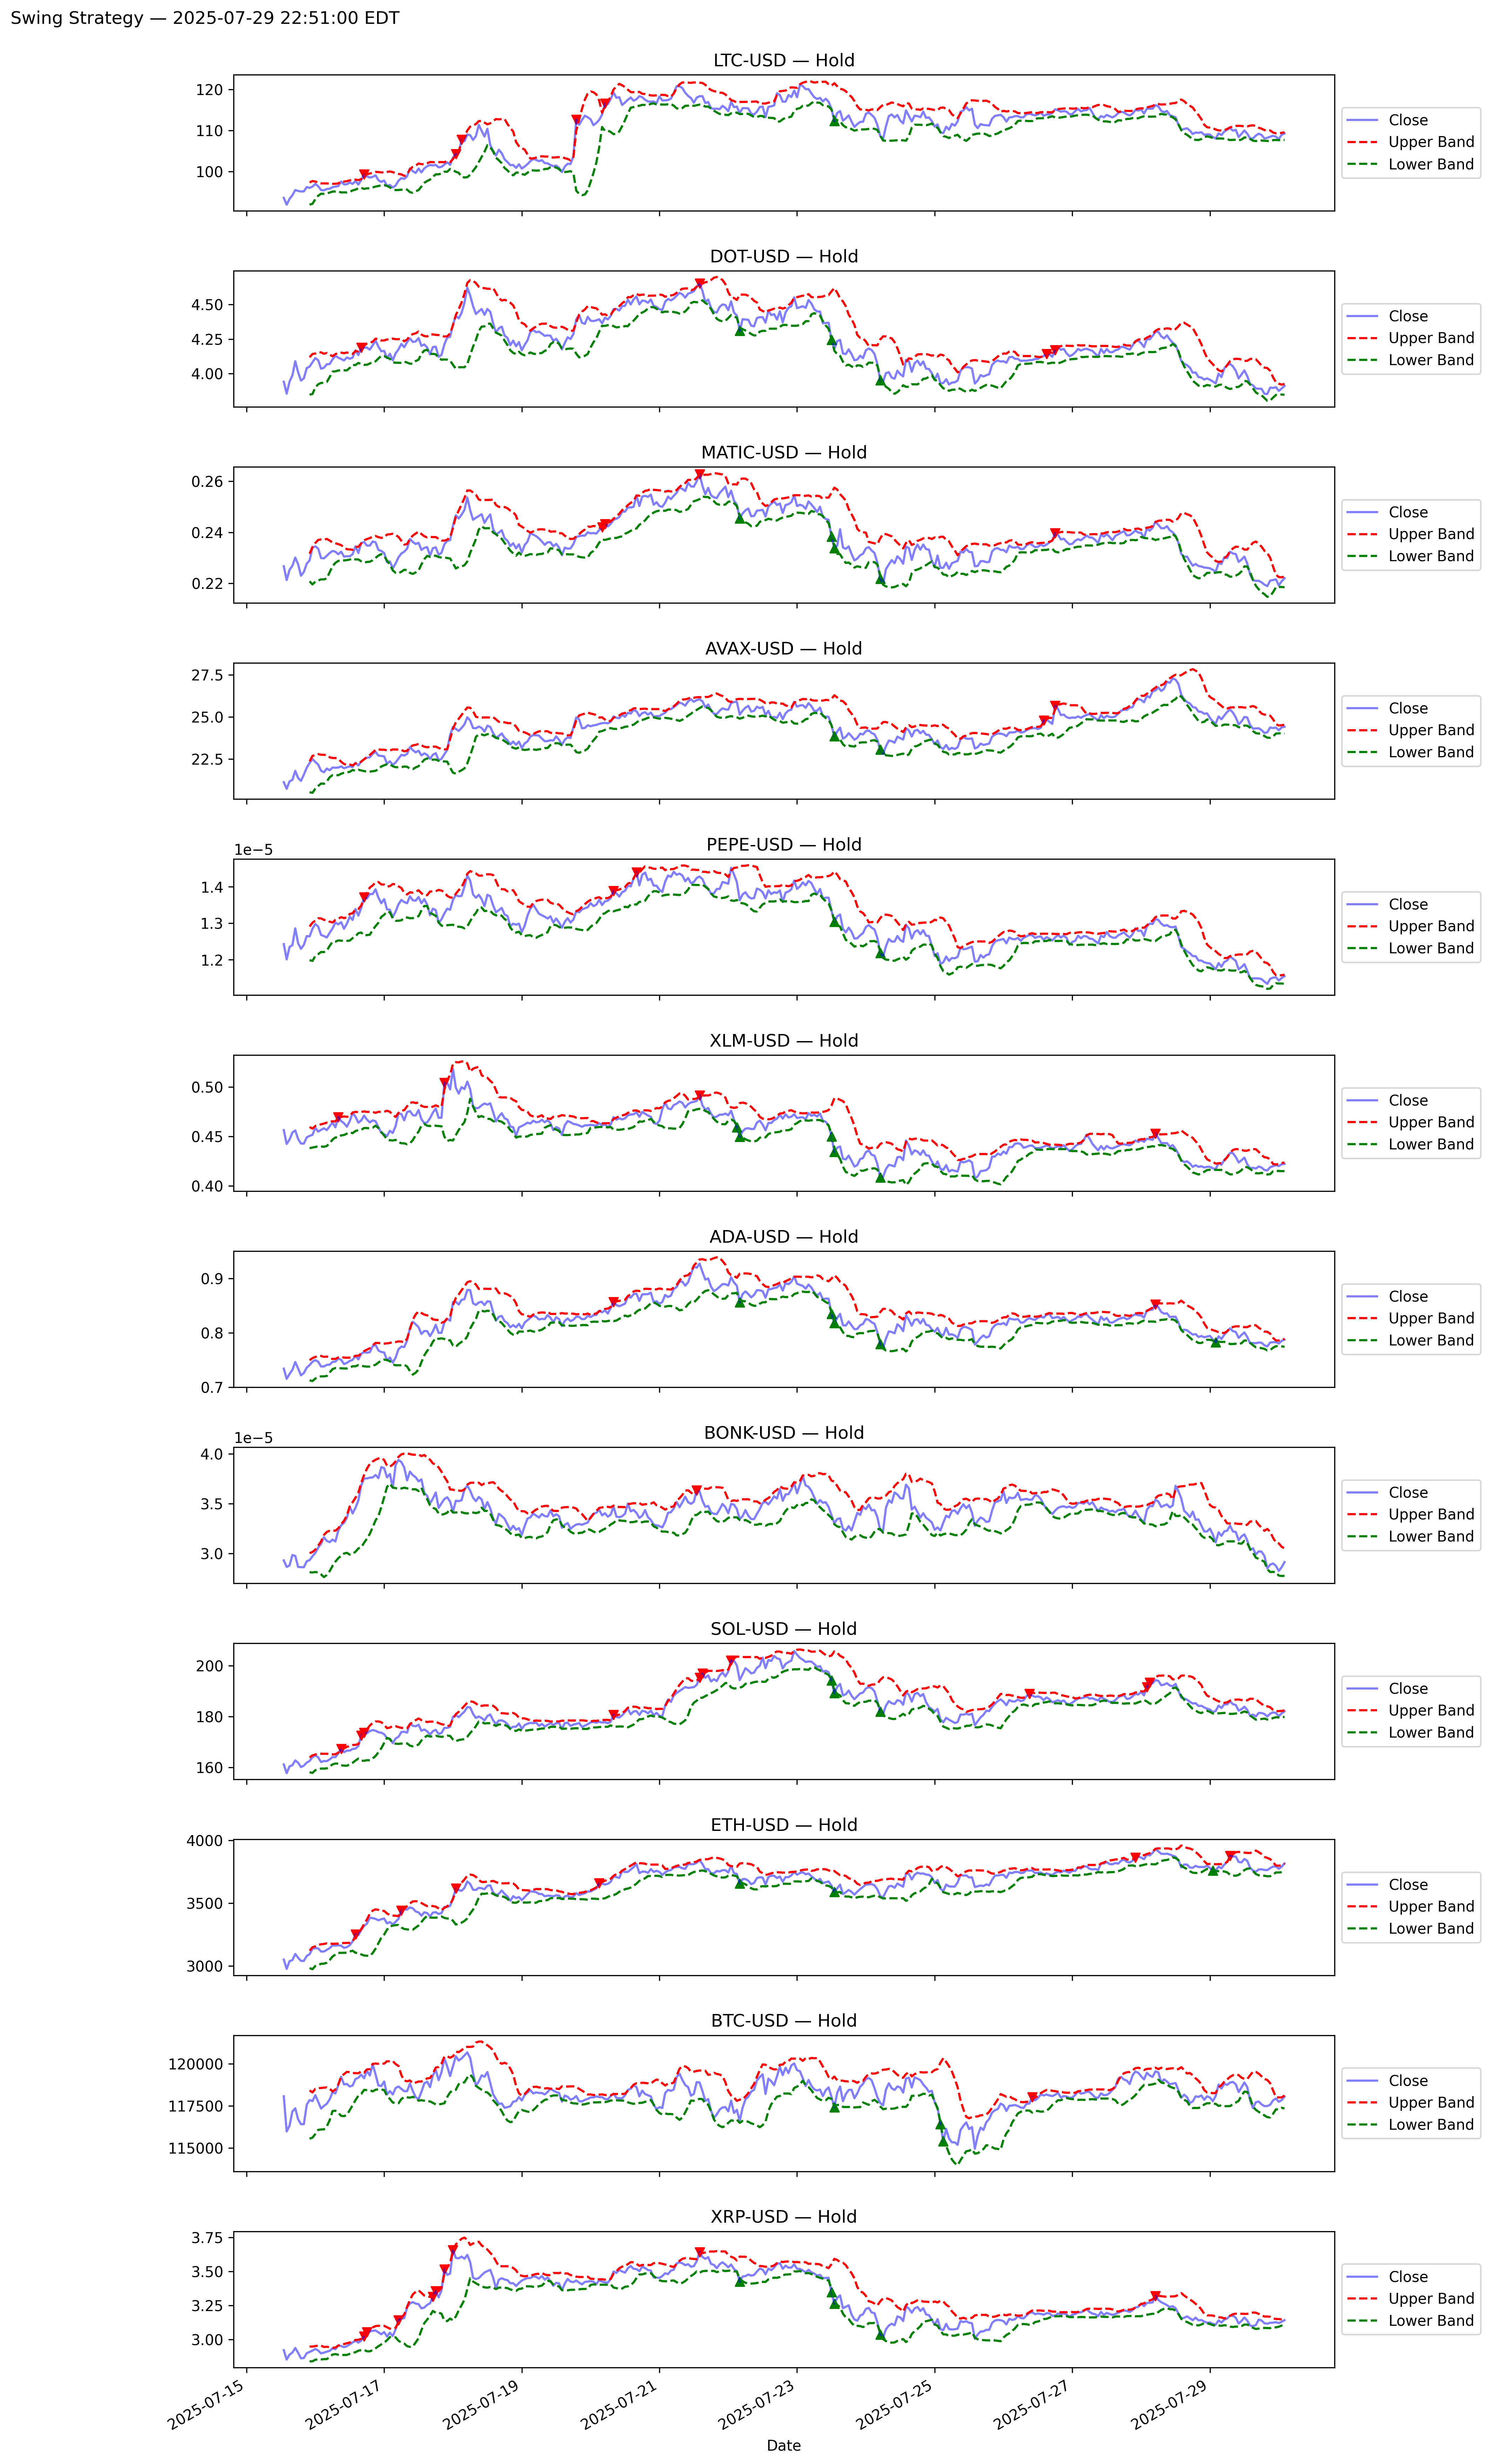 Swing Strategy — 2025-07-29 22:51:00 EDT
LTC-USD — Hold
120
110
100
Close
Upper Band
Lower Band
DOT-USD — Hold
4.50
4.25
4.00
Close
Upper Band
Lower Band
MATIC-USD — Hold
0.26
0.24
0.22
Close
Upper Band
Lower Band
AVAX-USD — Hold
27.5
25.0
22.5
Close
Upper Band
Lower Band
PEPE-USD — Hold
1e−5
1.4
1.3
1.2
Close
Upper Band
Lower Band
XLM-USD — Hold
0.50
0.45
0.40
Close
Upper Band
Lower Band
ADA-USD — Hold
0.9
0.8
0.7
Close
Upper Band
Lower Band
BONK-USD — Hold
1e−5
4.0
3.5
3.0
Close
Upper Band
Lower Band
SOL-USD — Hold
200
180
160
Close
Upper Band
Lower Band
ETH-USD — Hold
4000
3500
3000
Close
Upper Band
Lower Band
BTC-USD — Hold
120000
117500
115000
Close
Upper Band
Lower Band
XRP-USD — Hold
3.75
3.50
3.25
3.00
Close
Upper Band
Lower Band
2025-07-15
2025-07-17
2025-07-19
2025-07-21
2025-07-23
2025-07-25
2025-07-27
2025-07-29
Date